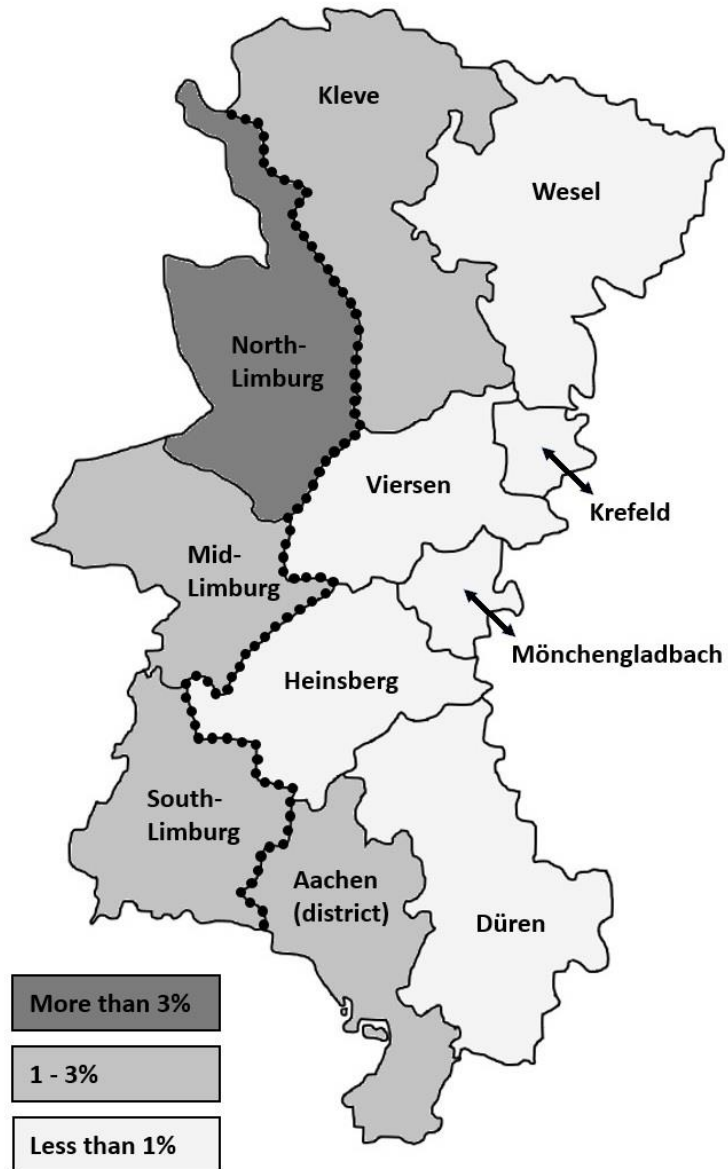 Kleve
Wesel
North-
Limburg
Viersen
Krefeld
Mid-
Limburg
Mönchengladbach
Heinsberg
South-
Limburg
Aachen
(district)
Düren
More than 3%
1 - 3%
Less than 1%